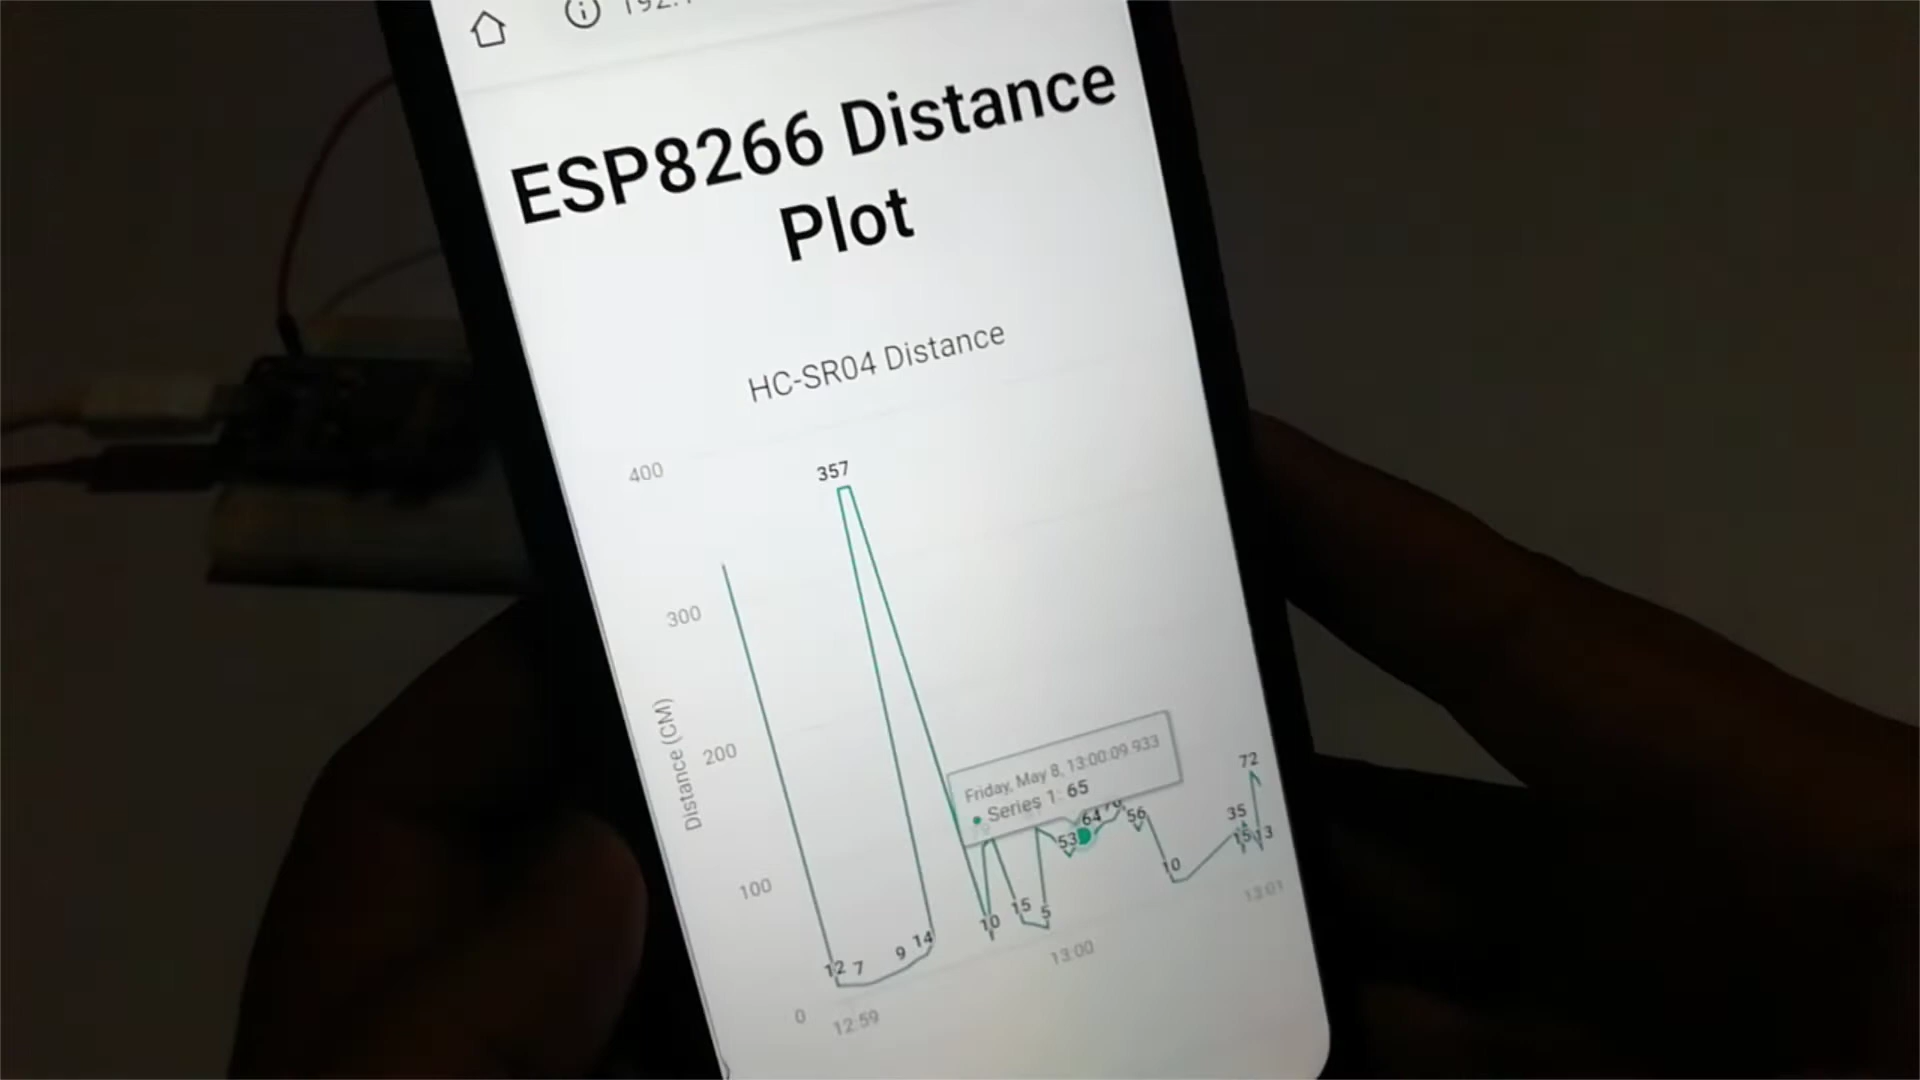 192.
ESP8266 Distance
Plot
HC-SR04 Distance
400
300
200
100
0
Distance (CM)
357
12 7 9 14
10 15 5
Friday, May 8, 13:00:09.933
Series 1: 65
53 64 56
10
35
15 13
72
12:59
13:00
13:01